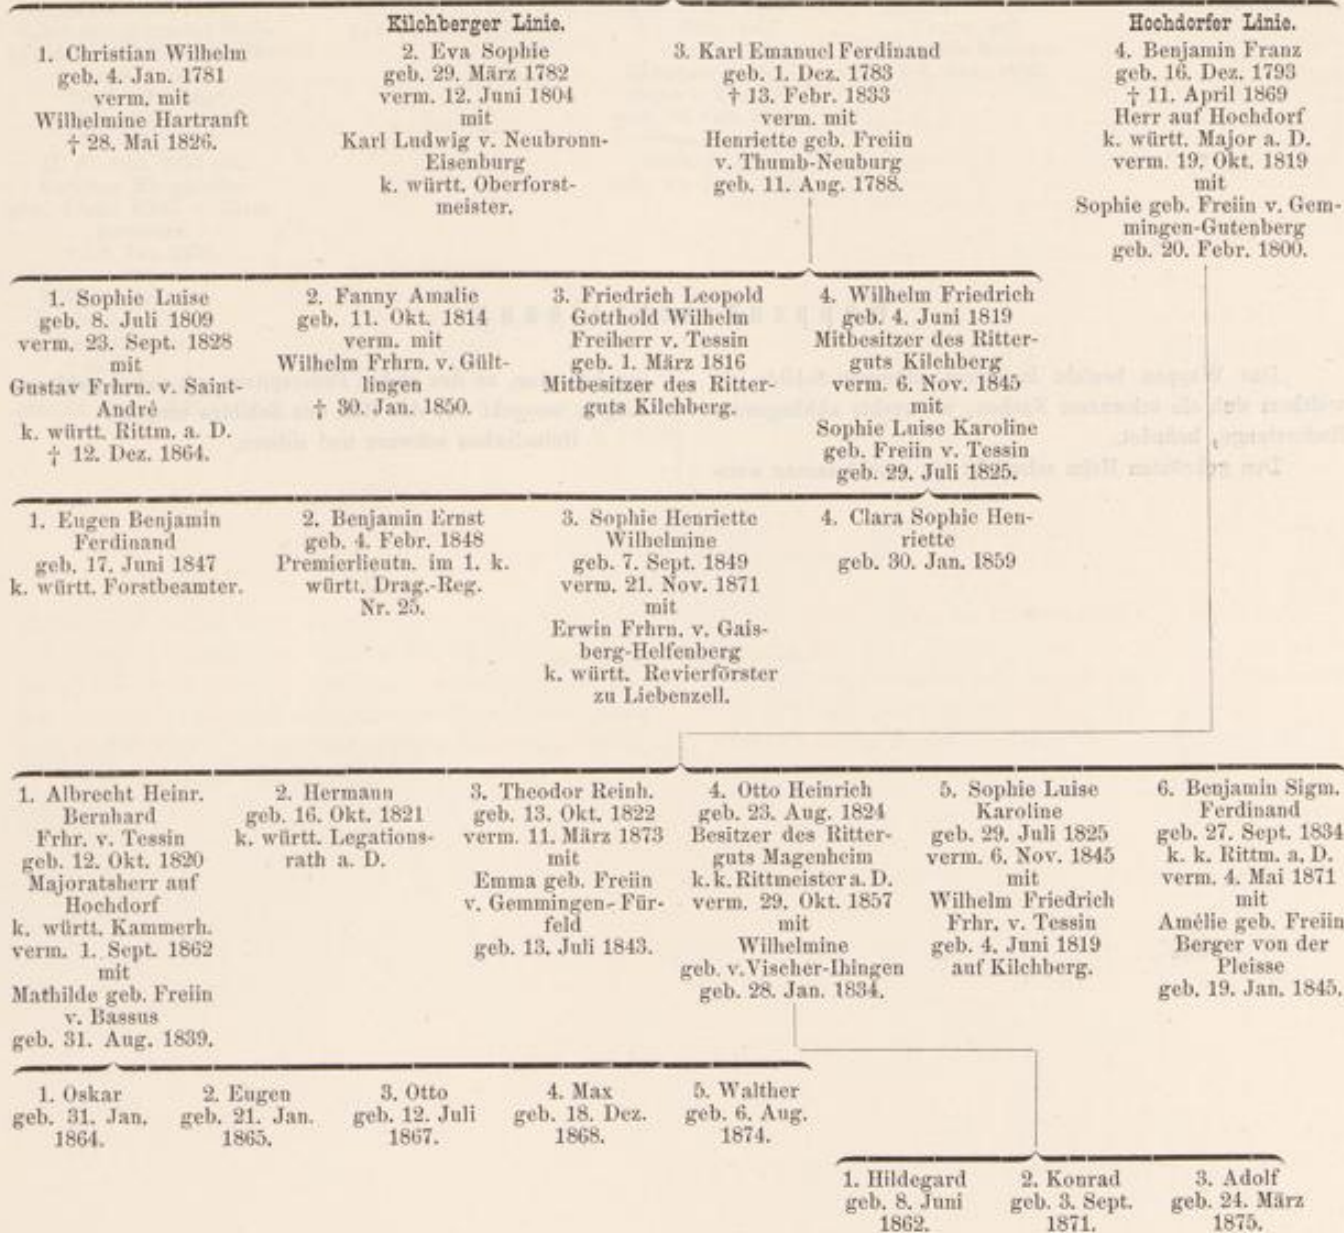 Kilchberger Linie.
Hochdorfer Linie.
1. Christian Wilhelm
geb. 4. Jan. 1781
verm. mit
Wilhelmine Hartranft
† 28. Mai 1826.
2. Eva Sophie
geb. 29. März 1782
verm. 12. Juni 1804
mit
Karl Ludwig v. Neubronn-
Eisenburg
k. württ. Oberforst-
meister.
3. Karl Emanuel Ferdinand
geb. 1. Dez. 1783
† 13. Febr. 1833
verm. mit
Henriette geb. Freiin
v. Thumb-Neuburg
geb. 11. Aug. 1788.
4. Benjamin Franz
geb. 16. Dez. 1793
† 11. April 1869
Herr auf Hochdorf
k. württ. Major a. D.
verm. 19. Okt. 1819
mit
Sophie geb. Freiin v. Gem-
mingen-Gutenberg
geb. 20. Febr. 1800.
1. Sophie Luise
geb. 8. Juli 1809
verm. 23. Sept. 1828
mit
Gustav Frhrn. v. Saint-
André
k. württ. Rittm. a. D.
† 12. Dez. 1864.
2. Fanny Amalie
geb. 11. Okt. 1814
verm. mit
Wilhelm Frhrn. v. Gült-
lingen
† 30. Jan. 1850.
3. Friedrich Leopold
Gotthold Wilhelm
Freiherr v. Tessin
geb. 1. März 1816
Mitbesitzer des Ritter-
guts Kilchberg.
4. Wilhelm Friedrich
geb. 4. Juni 1819
Mitbesitzer des Ritter-
guts Kilchberg
verm. 6. Nov. 1845
mit
Sophie Luise Karoline
geb. Freiin v. Tessin
geb. 29. Juli 1825.
1. Eugen Benjamin
Ferdinand
geb. 17. Juni 1847
k. württ. Forstbeamter.
2. Benjamin Ernst
geb. 4. Febr. 1848
Premierlieutn. im 1. k.
württ. Drag.-Reg.
Nr. 25.
3. Sophie Henriette
Wilhelmine
geb. 7. Sept. 1849
verm. 21. Nov. 1871
mit
Erwin Frhrn. v. Gais-
berg-Helfenberg
k. württ. Revierförster
zu Liebenzell.
4. Clara Sophie Hen-
riette
geb. 30. Jan. 1859
1. Albrecht Heinr.
Bernhard
Frhr. v. Tessin
geb. 12. Okt. 1820
Majoratsherr auf
Hochdorf
k. württ. Kammerh.
verm. 1. Sept. 1862
mit
Mathilde geb. Freiin
v. Bassus
geb. 31. Aug. 1839.
2. Hermann
geb. 16. Okt. 1821
k. württ. Legations-
rath a. D.
3. Theodor Reinh.
geb. 13. Okt. 1822
verm. 11. März 1873
mit
Emma geb. Freiin
v. Gemmingen-Für-
feld
geb. 13. Juli 1843.
4. Otto Heinrich
geb. 23. Aug. 1824
Besitzer des Ritter-
guts Magenheim
k. k. Rittmeister a. D.
verm. 29. Okt. 1857
mit
Wilhelmine
geb. v. Vischer-Ihingen
geb. 28. Jan. 1834.
5. Sophie Luise
Karoline
geb. 29. Juli 1825
verm. 6. Nov. 1845
mit
Wilhelm Friedrich
Frhr. v. Tessin
geb. 4. Juni 1819
auf Kilchberg.
6. Benjamin Sigm.
Ferdinand
geb. 27. Sept. 1834
k. k. Rittm. a. D.
verm. 4. Mai 1871
mit
Amélie geb. Freiin
Berger von der
Pleisse
geb. 19. Jan. 1845.
1. Oskar
geb. 31. Jan.
1864.
2. Eugen
geb. 21. Jan.
1865.
3. Otto
geb. 12. Juli
1867.
4. Max
geb. 18. Dez.
1868.
5. Walther
geb. 6. Aug.
1874.
1. Hildegard
geb. 8. Juni
1862.
2. Konrad
geb. 3. Sept.
1871.
3. Adolf
geb. 24. März
1875.